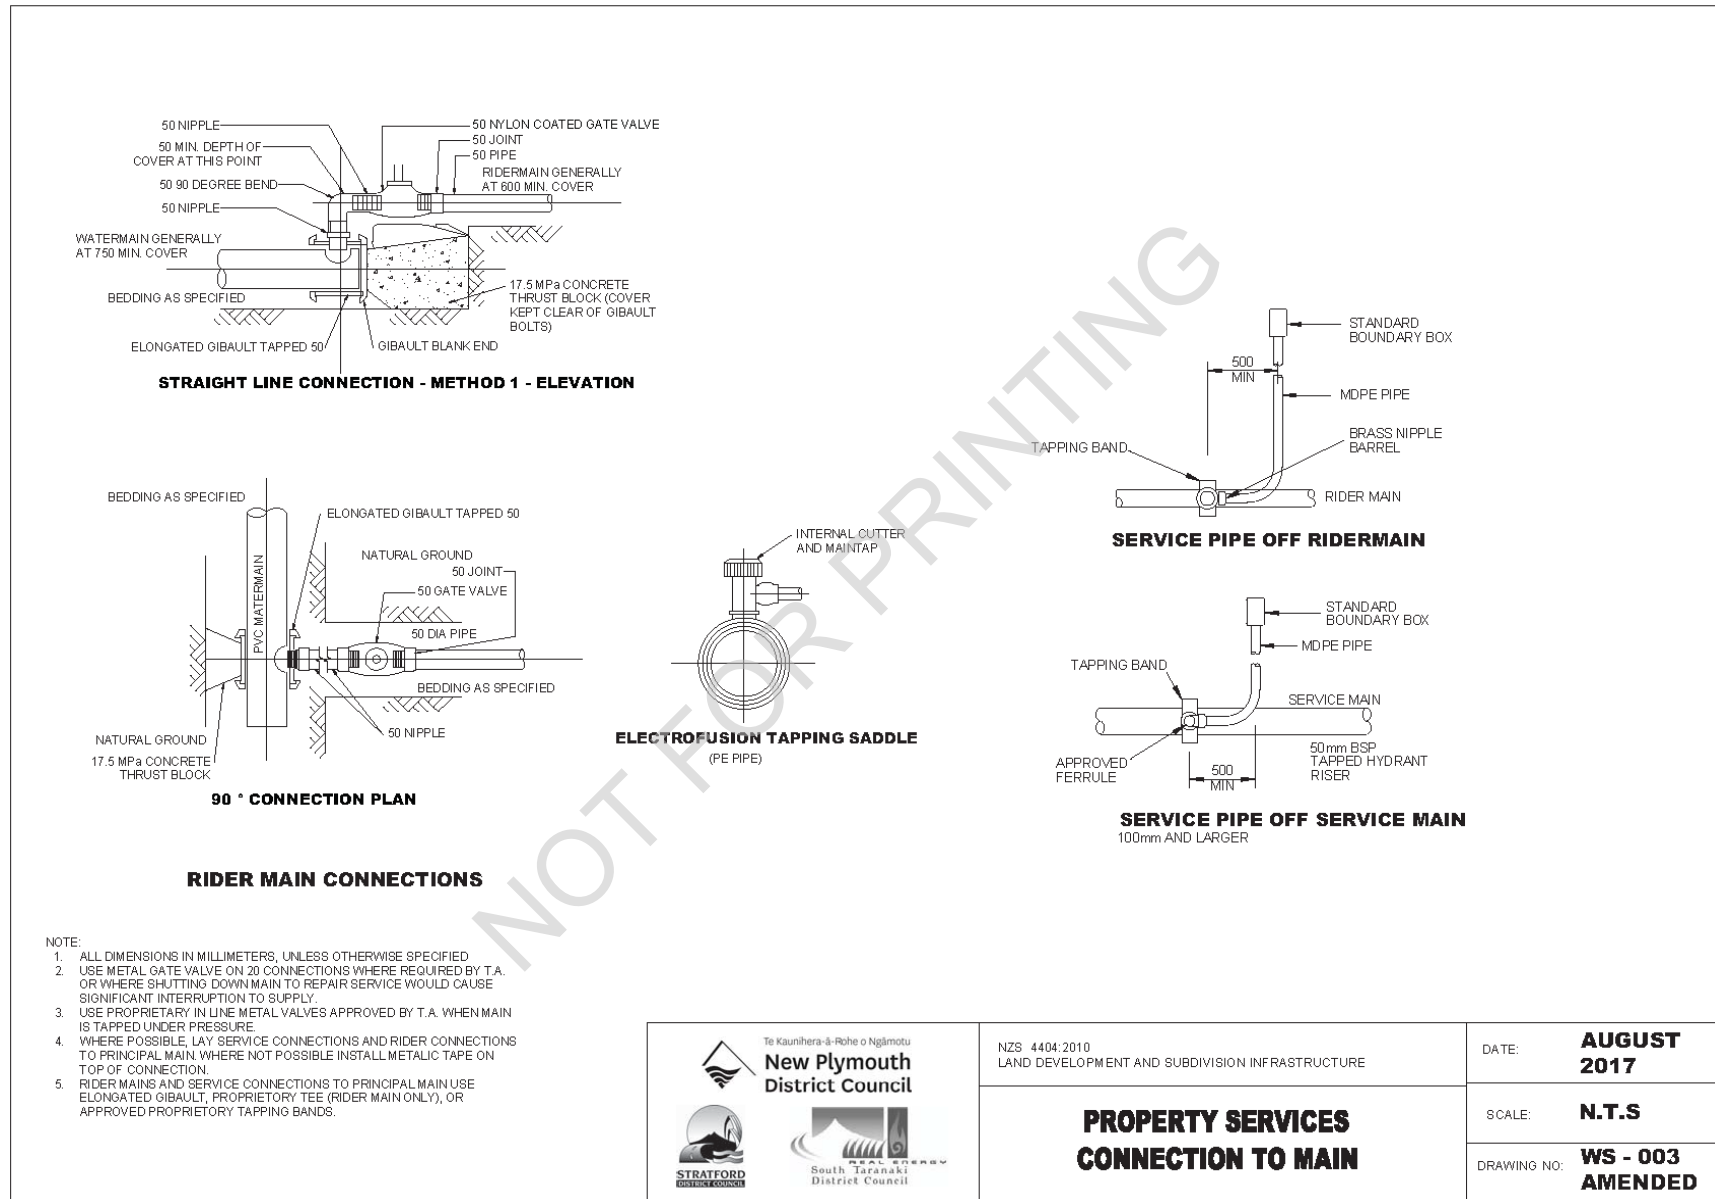 50 NIPPLE
50 MIN. DEPTH OF
COVER AT THIS POINT
50 90 DEGREE BEND
50 NIPPLE
WATERMAIN GENERALLY
AT 750 MIN. COVER
BEDDING AS SPECIFIED
ELONGATED GIBAULT TAPPED 50
50 NYLON COATED GATE VALVE
50 JOINT
50 PIPE
RIDERMAIN GENERALLY
AT 600 MIN. COVER
17.5 MPa CONCRETE
THRUST BLOCK (COVER
KEPT CLEAR OF GIBAULT
BOLTS)
GIBAULT BLANK END
STRAIGHT LINE CONNECTION - METHOD 1 - ELEVATION
BEDDING AS SPECIFIED
ELONGATED GIBAULT TAPPED 50
NATURAL GROUND
50 JOINT
50 GATE VALVE
50 DIA PIPE
PVC MATERMAIN
BEDDING AS SPECIFIED
50 NIPPLE
NATURAL GROUND
17.5 MPa CONCRETE
THRUST BLOCK
90 ° CONNECTION PLAN
RIDER MAIN CONNECTIONS
INTERNAL CUTTER
AND MAINTAP
ELECTROFUSION TAPPING SADDLE
(PE PIPE)
STANDARD
BOUNDARY BOX
500
MIN
MDPE PIPE
BRASS NIPPLE
BARREL
TAPPING BAND
RIDER MAIN
SERVICE PIPE OFF RIDERMAIN
STANDARD
BOUNDARY BOX
MDPE PIPE
TAPPING BAND
SERVICE MAIN
50mm BSP
TAPPED HYDRANT
RISER
APPROVED
FERRULE
500
MIN
SERVICE PIPE OFF SERVICE MAIN
100mm AND LARGER
NOT FOR PRINTING
NOTE:
1. ALL DIMENSIONS IN MILLIMETERS, UNLESS OTHERWISE SPECIFIED
2. USE METAL GATE VALVE ON 20 CONNECTIONS WHERE REQUIRED BY T.A.
OR WHERE SHUTTING DOWN MAIN TO REPAIR SERVICE WOULD CAUSE
SIGNIFICANT INTERRUPTION TO SUPPLY.
3. USE PROPRIETARY IN LINE METAL VALVES APPROVED BY T.A. WHEN MAIN
IS TAPPED UNDER PRESSURE.
4. WHERE POSSIBLE, LAY SERVICE CONNECTIONS AND RIDER CONNECTIONS
TO PRINCIPAL MAIN. WHERE NOT POSSIBLE INSTALL METALIC TAPE ON
TOP OF CONNECTION.
5. RIDER MAINS AND SERVICE CONNECTIONS TO PRINCIPAL MAIN USE
ELONGATED GIBAULT, PROPRIETORY TEE (RIDER MAIN ONLY), OR
APPROVED PROPRIETORY TAPPING BANDS.
Te Kaunihera-ā-Rohe o Ngāmotu
New Plymouth
District Council
STRATFORD
DISTRICT COUNCIL
REAL ENERGY
South Taranaki
District Council
NZS 4404:2010
LAND DEVELOPMENT AND SUBDIVISION INFRASTRUCTURE
PROPERTY SERVICES
CONNECTION TO MAIN
DATE: AUGUST
2017
SCALE: N.T.S
DRAWING NO: WS - 003
AMENDED